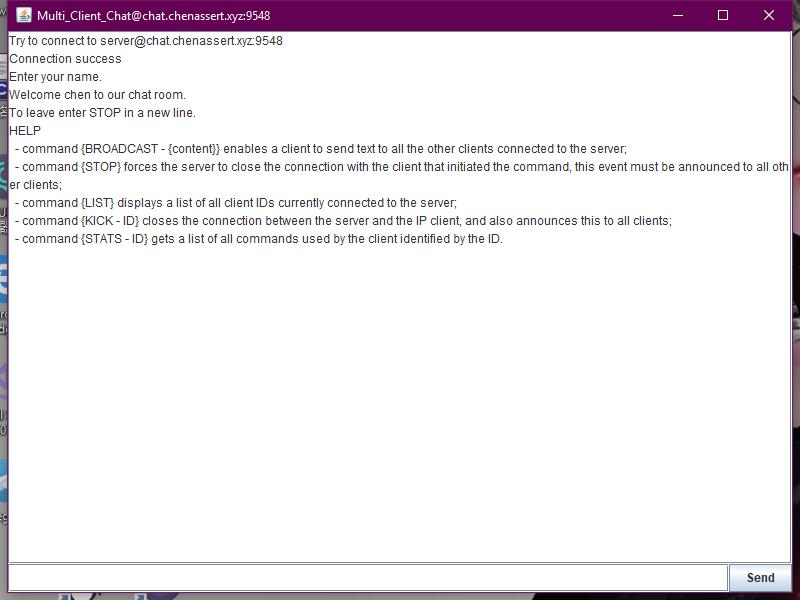 Multi_Client_Chat@chat.chenassert.xyz:9548
Try to connect to server@chat.chenassert.xyz:9548
Connection success
Enter your name.
Welcome chen to our chat room.
To leave enter STOP in a new line.
HELP
- command {BROADCAST - {content}} enables a client to send text to all the other clients connected to the server;
- command {STOP} forces the server to close the connection with the client that initiated the command, this event must be announced to all oth
er clients;
- command {LIST} displays a list of all client IDs currently connected to the server;
- command {KICK - ID} closes the connection between the server and the IP client, and also announces this to all clients;
- command {STATS - ID} gets a list of all commands used by the client identified by the ID.
Send